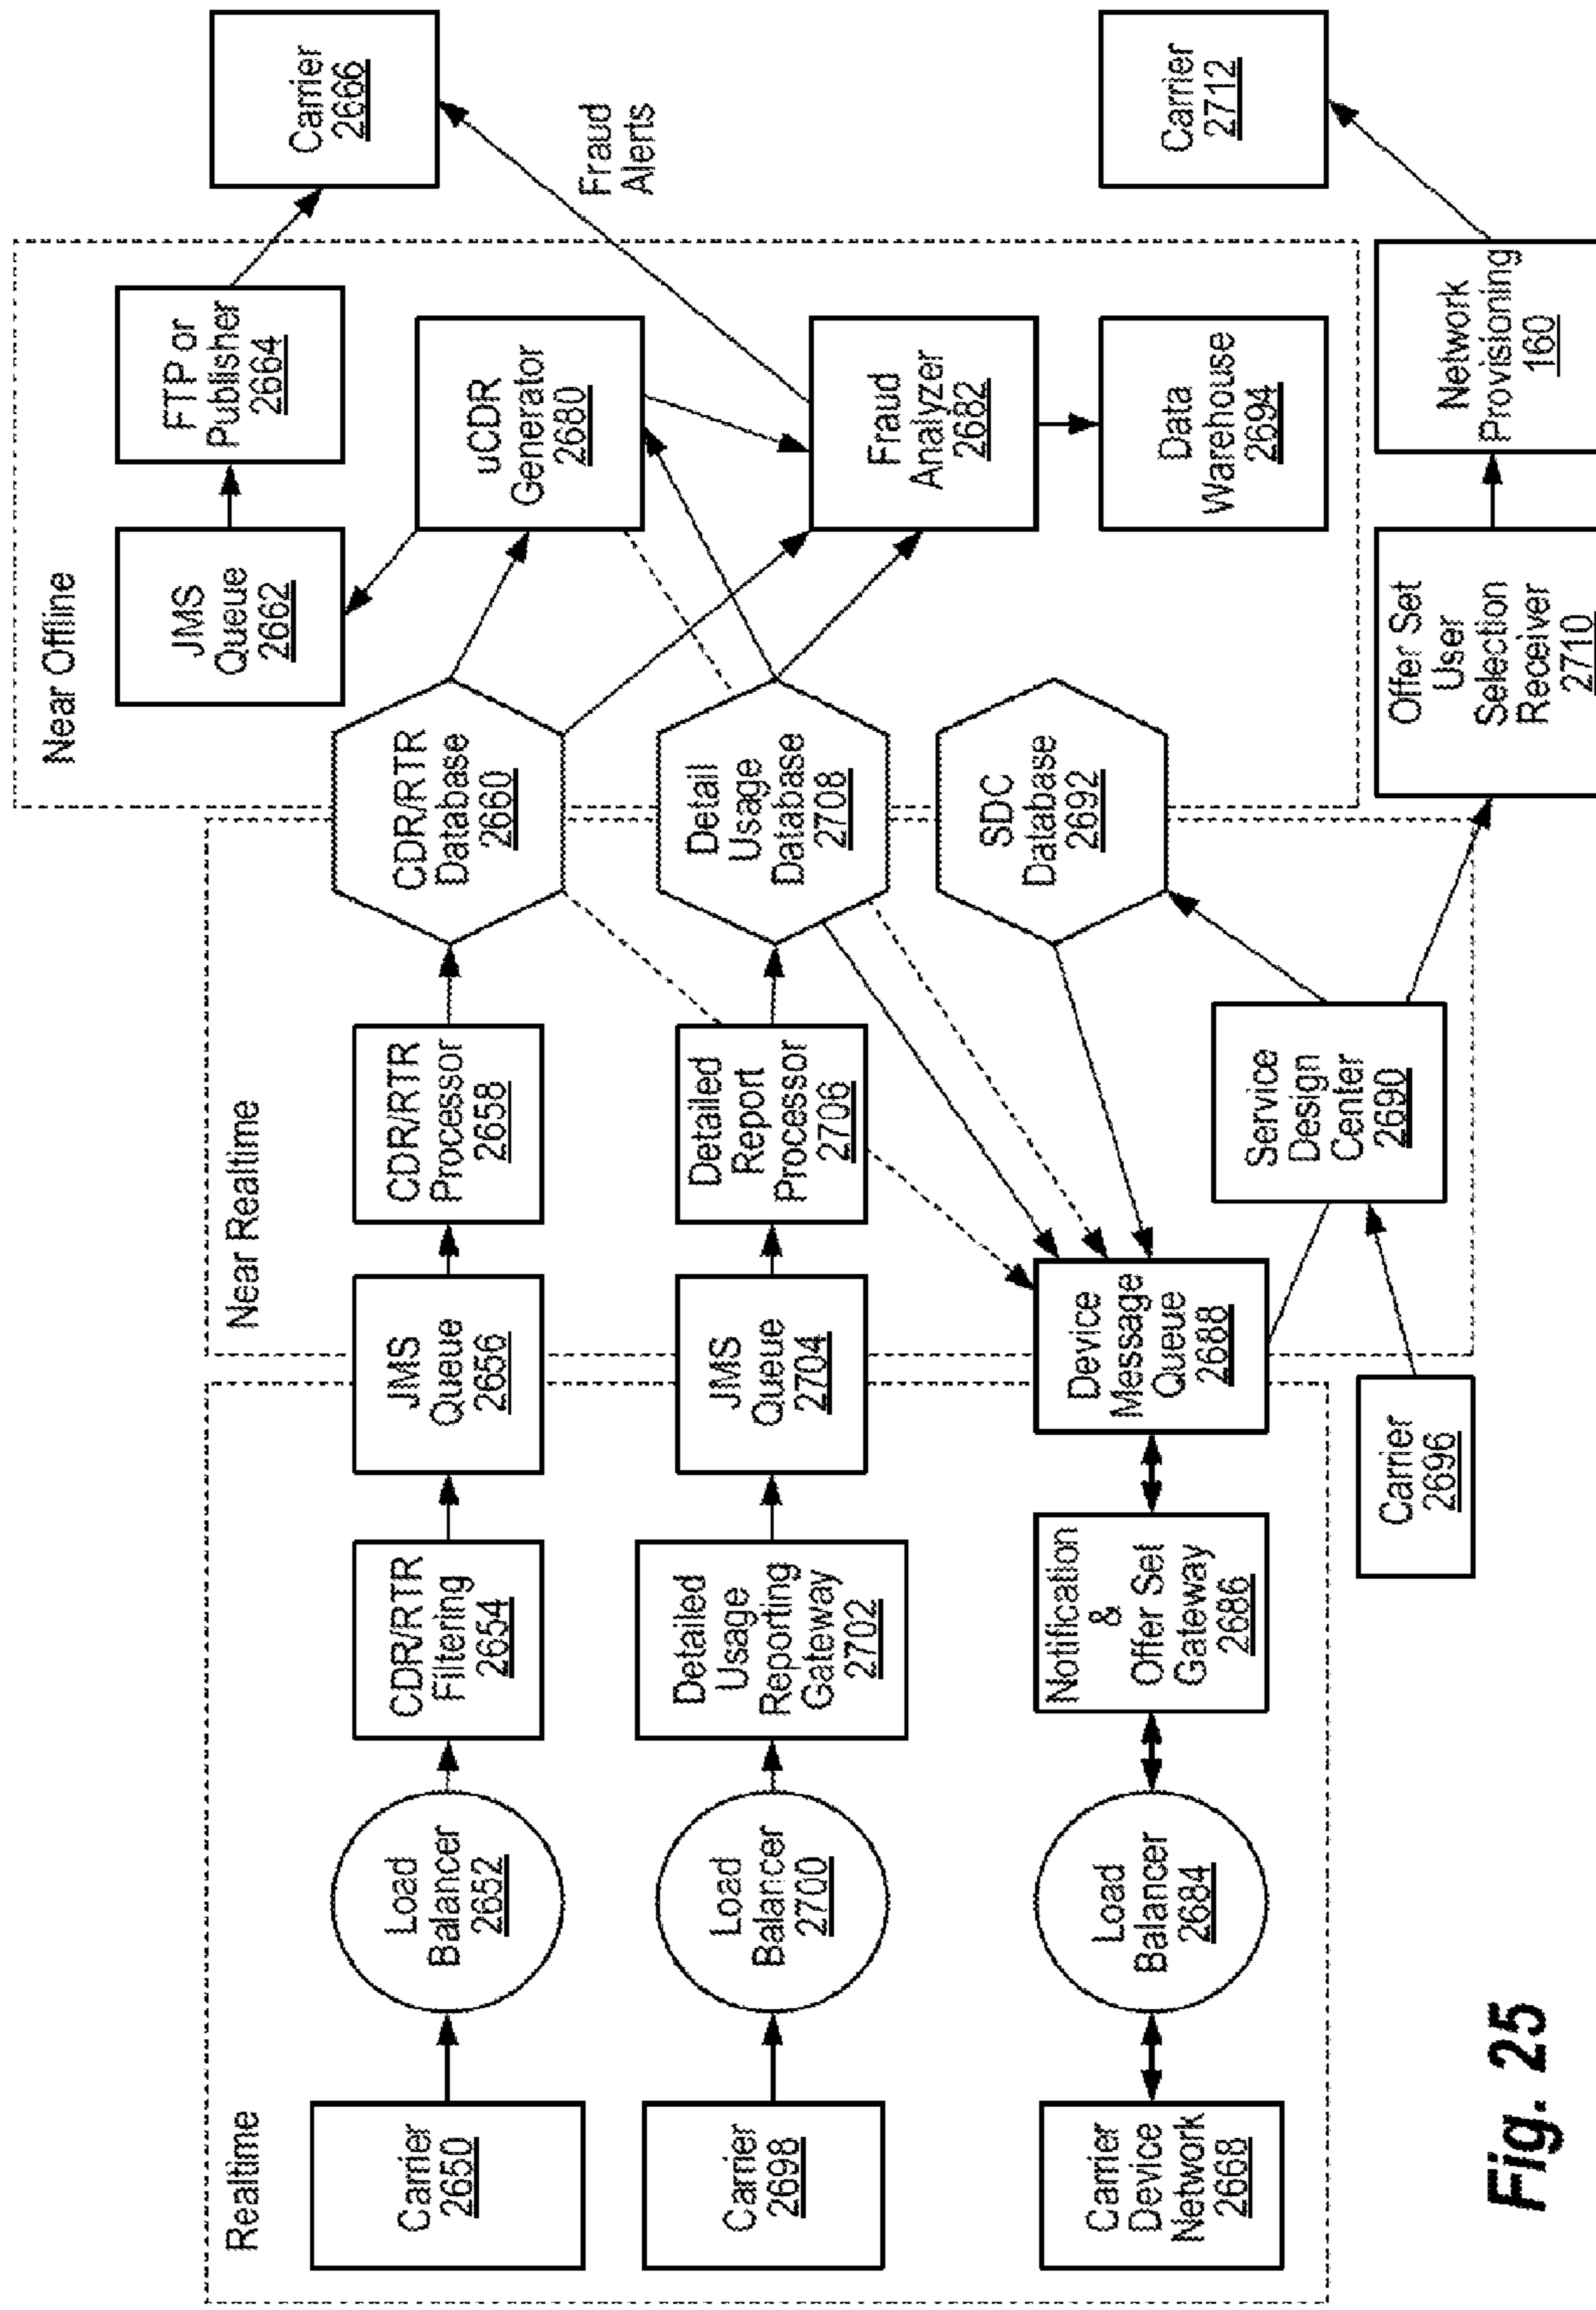 Realtime
Near Realtime
Near Offline
Carrier
2650
Load
Balancer
2652
CDR/RTR
Filtering
2654
JMS
Queue
2656
CDR/RTR
Processor
2658
CDR/RTR
Database
2660
JMS
Queue
2662
FTP or
Publisher
2664
Carrier
2666
uCDR
Generator
2680
Fraud
Alerts
Carrier
2698
Load
Balancer
2700
Detailed
Usage
Reporting
Gateway
2702
JMS
Queue
2704
Detailed
Report
Processor
2706
Detail
Usage
Database
2708
Fraud
Analyzer
2682
Carrier
Device
Network
2668
Load
Balancer
2684
Notification
&
Offer Set
Gateway
2686
Device
Message
Queue
2688
SDC
Database
2692
Data
Warehouse
2694
Carrier
2712
Service
Design
Center
2690
Carrier
2696
Offer Set
User
Selection
Receiver
2710
Network
Provisioning
160
Fig. 25